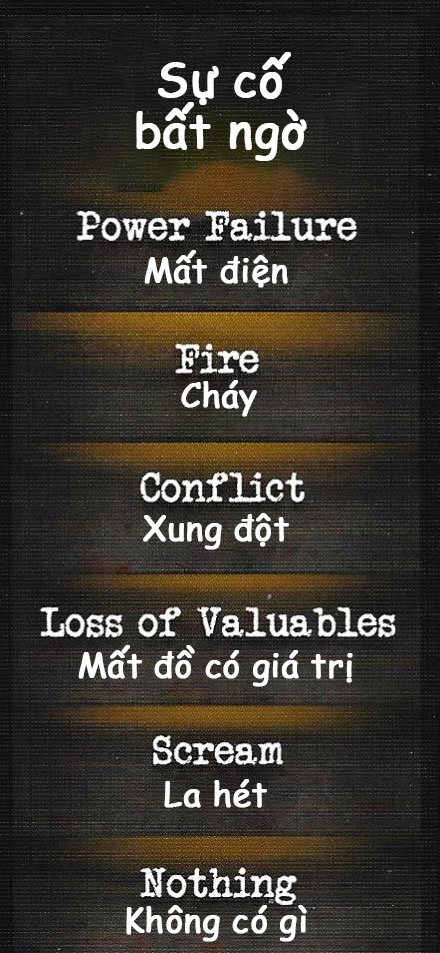 Sự cố
bất ngờ
Power Failure
Mất điện
Fire
Cháy
Conflict
Xung đột
Loss of Valuables
Mất đồ có giá trị
Scream
La hét
Nothing
Không có gì